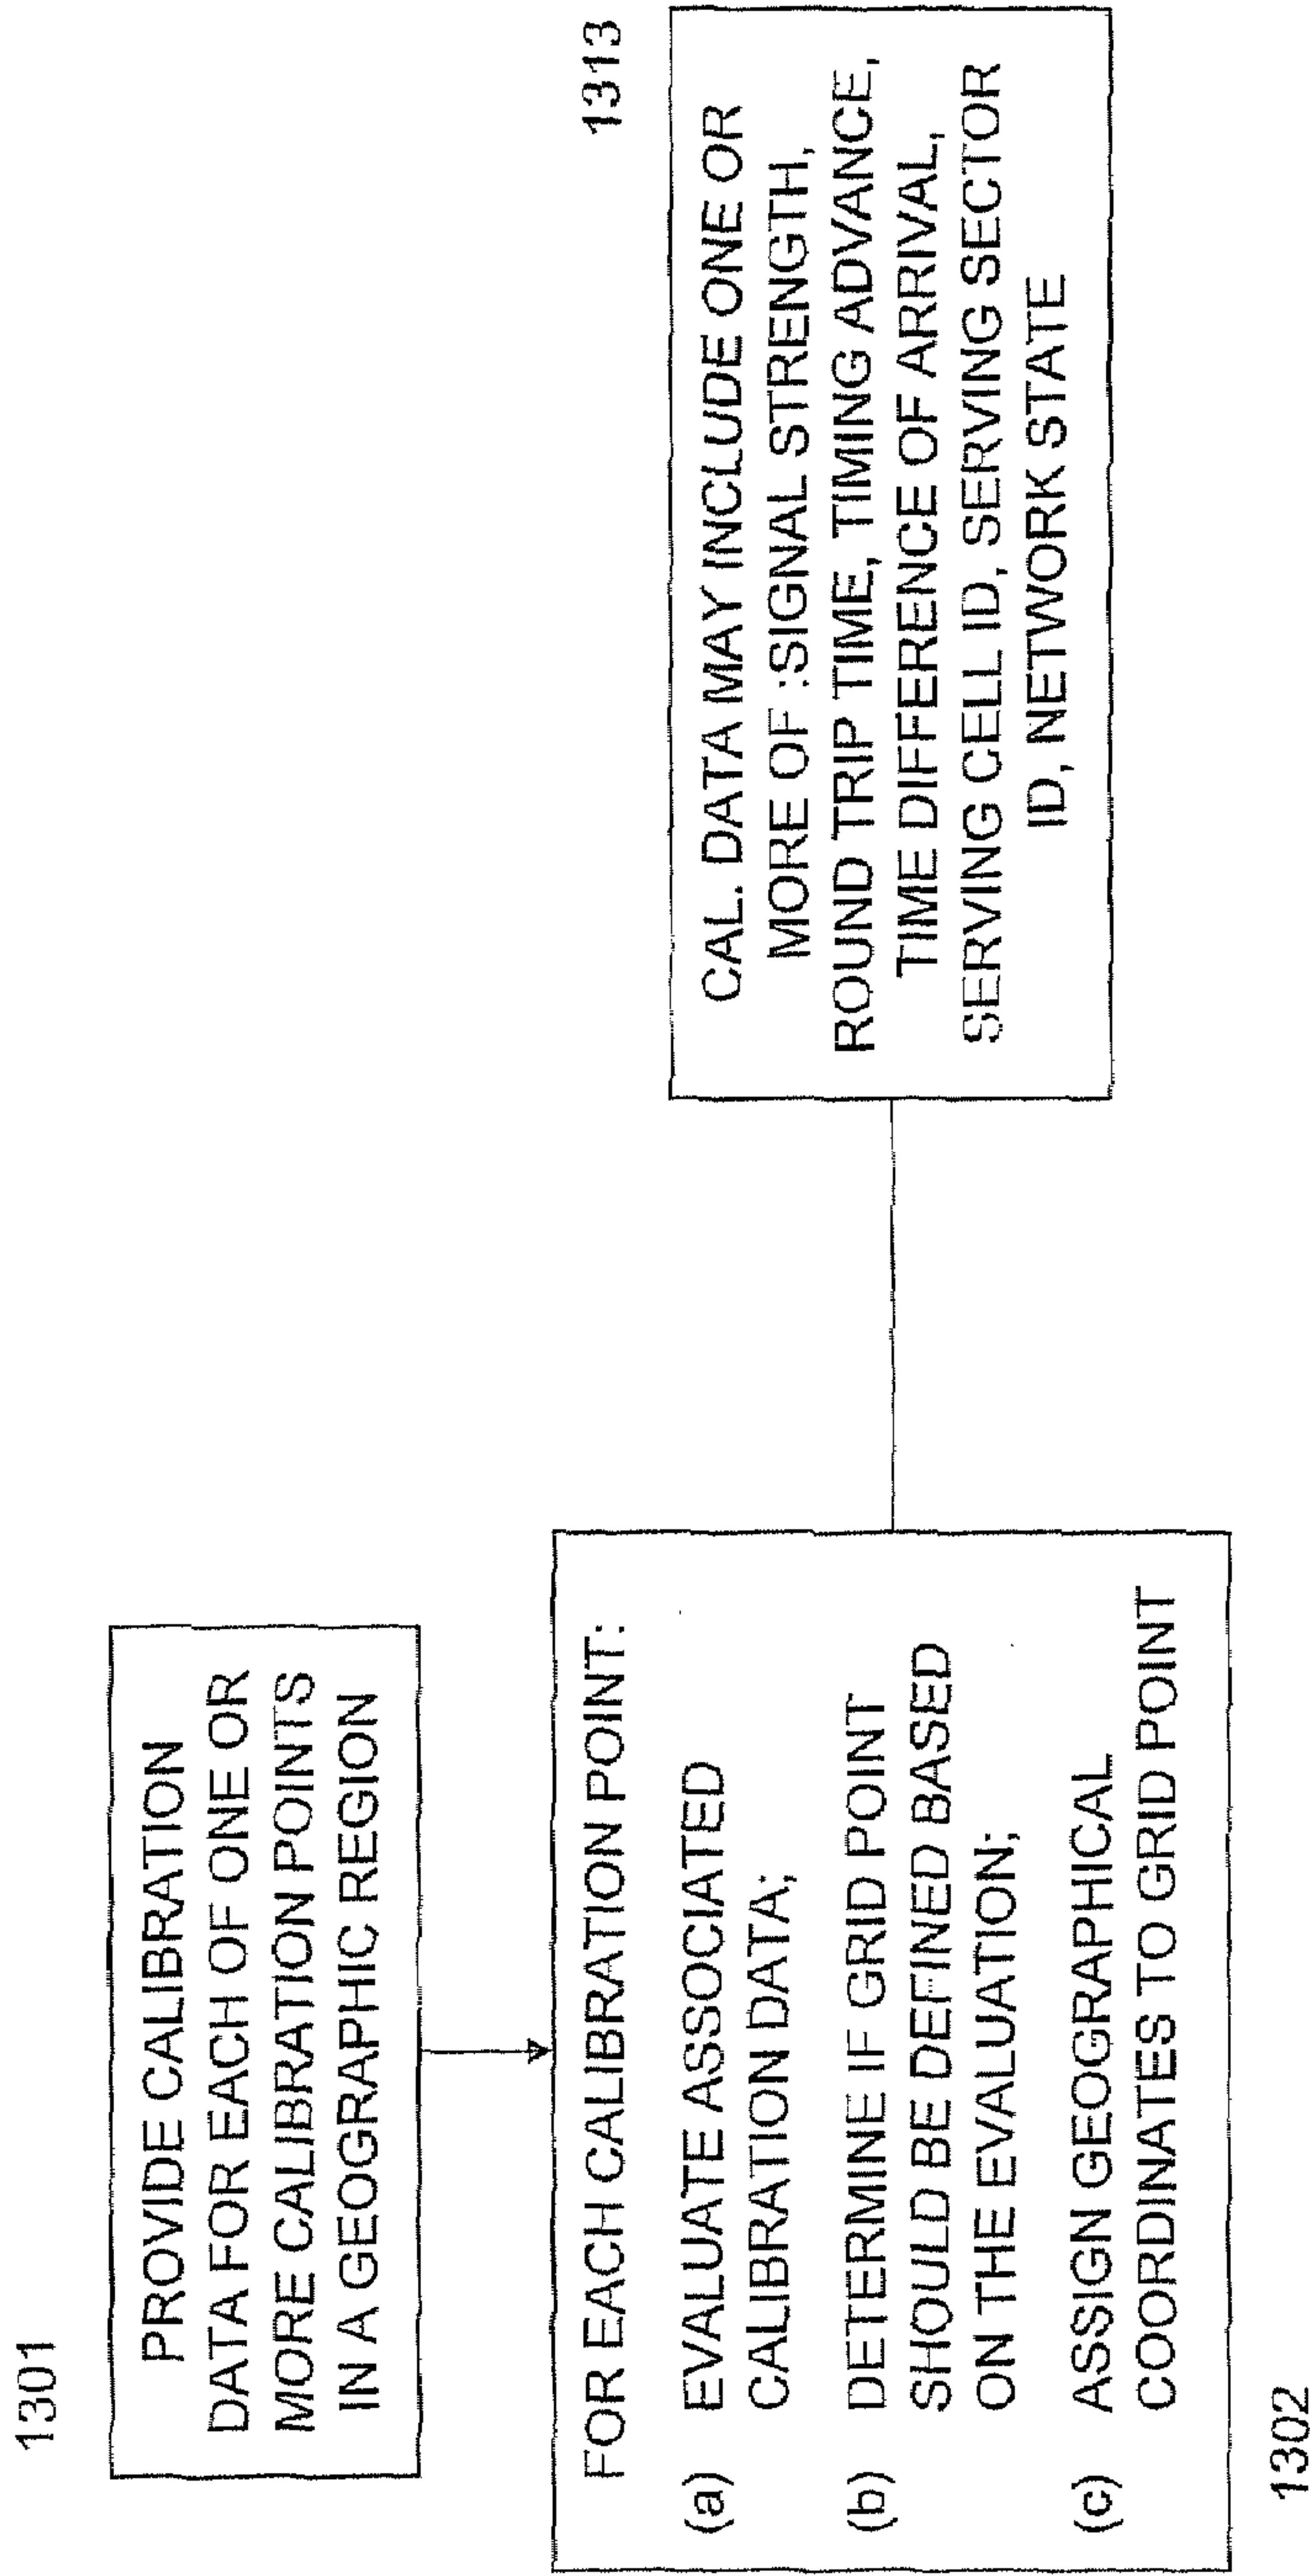 1301
PROVIDE CALIBRATION
DATA FOR EACH OF ONE OR
MORE CALIBRATION POINTS
IN A GEOGRAPHIC REGION
FOR EACH CALIBRATION POINT:
(a) EVALUATE ASSOCIATED
CALIBRATION DATA;
(b) DETERMINE IF GRID POINT
SHOULD BE DEFINED BASED
ON THE EVALUATION;
(c) ASSIGN GEOGRAPHICAL
COORDINATES TO GRID POINT
1302
1313
CAL. DATA MAY INCLUDE ONE OR
MORE OF :SIGNAL STRENGTH,
ROUND TRIP TIME, TIMING ADVANCE,
TIME DIFFERENCE OF ARRIVAL,
SERVING CELL ID, SERVING SECTOR
ID, NETWORK STATE